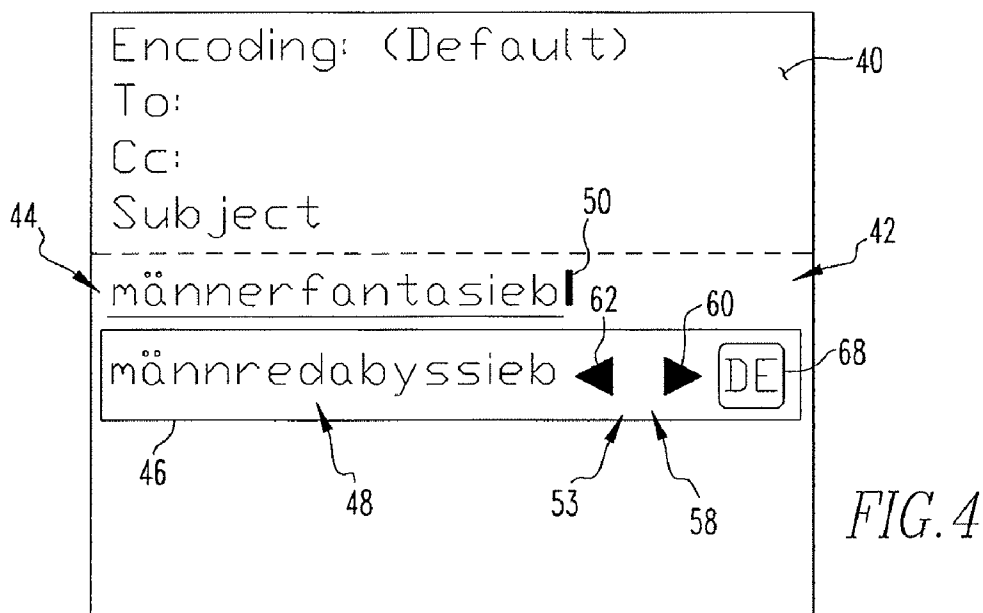 Encoding: (Default)
40
To:
Cc:
Subject
44
50
42
männerfantasieb
62
60
männredabyssieb
DE
68
46
48
53
58
FIG.4